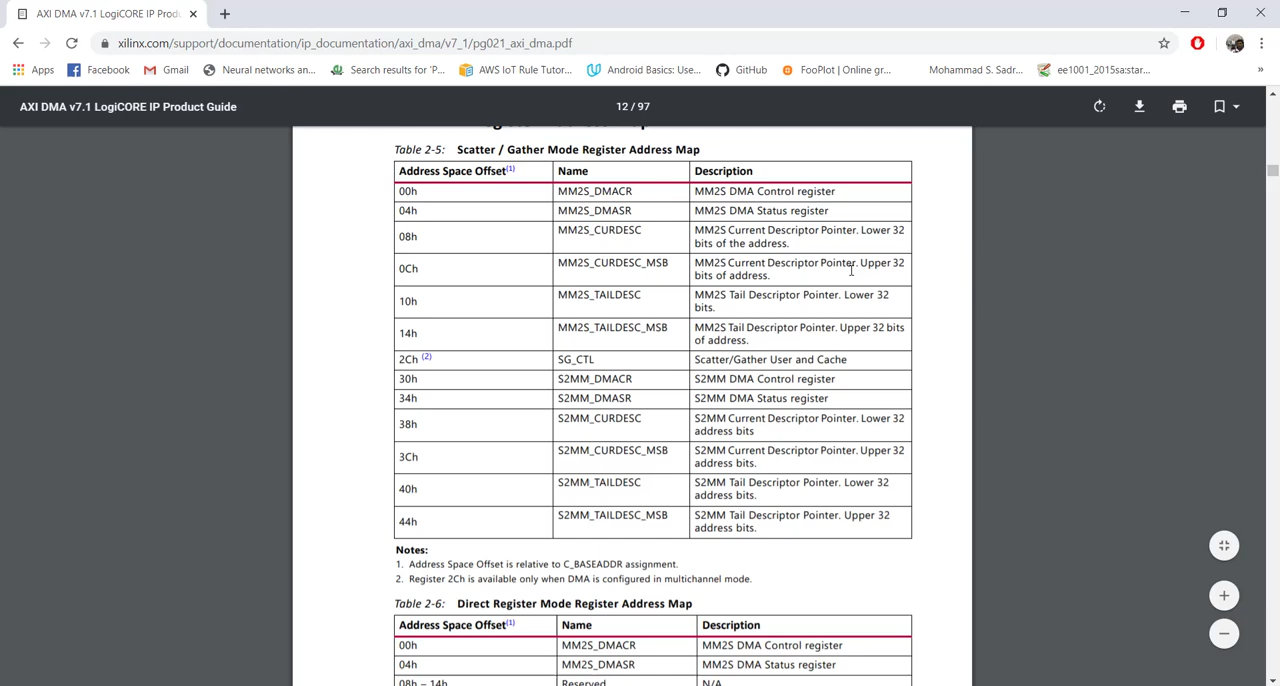 AXI DMA v7.1 LogiCORE IP Produ
xilinx.com/support/documentation/ip_documentation/axi_dma/v7_1/pg021_axi_dma.pdf
Apps Facebook Gmail Neural networks an... Search results for 'P... AWS IoT Rule Tutor... Android Basics: Use... GitHub FooPlot | Online gr... Mohammad S. Sadr... ee1001_2015sa:star... »
AXI DMA v7.1 LogiCORE IP Product Guide 12 / 97
Table 2-5: Scatter / Gather Mode Register Address Map
Address Space Offset(1) Name Description
00h MM2S_DMACR MM2S DMA Control register
04h MM2S_DMASR MM2S DMA Status register
08h MM2S_CURDESC MM2S Current Descriptor Pointer. Lower 32
bits of the address.
0Ch MM2S_CURDESC_MSB MM2S Current Descriptor Pointer. Upper 32
bits of address.
10h MM2S_TAILDESC MM2S Tail Descriptor Pointer. Lower 32
bits.
14h MM2S_TAILDESC_MSB MM2S Tail Descriptor Pointer. Upper 32 bits
of address.
2Ch (2) SG_CTL Scatter/Gather User and Cache
30h S2MM_DMACR S2MM DMA Control register
34h S2MM_DMASR S2MM DMA Status register
38h S2MM_CURDESC S2MM Current Descriptor Pointer. Lower 32
address bits
3Ch S2MM_CURDESC_MSB S2MM Current Descriptor Pointer. Upper 32
address bits.
40h S2MM_TAILDESC S2MM Tail Descriptor Pointer. Lower 32
address bits.
44h S2MM_TAILDESC_MSB S2MM Tail Descriptor Pointer. Upper 32
address bits.
Notes:
1. Address Space Offset is relative to C_BASEADDR assignment.
2. Register 2Ch is available only when DMA is configured in multichannel mode.
Table 2-6: Direct Register Mode Register Address Map
Address Space Offset(1) Name Description
00h MM2S_DMACR MM2S DMA Control register
04h MM2S_DMASR MM2S DMA Status register
08h – 14h Reserved N/A